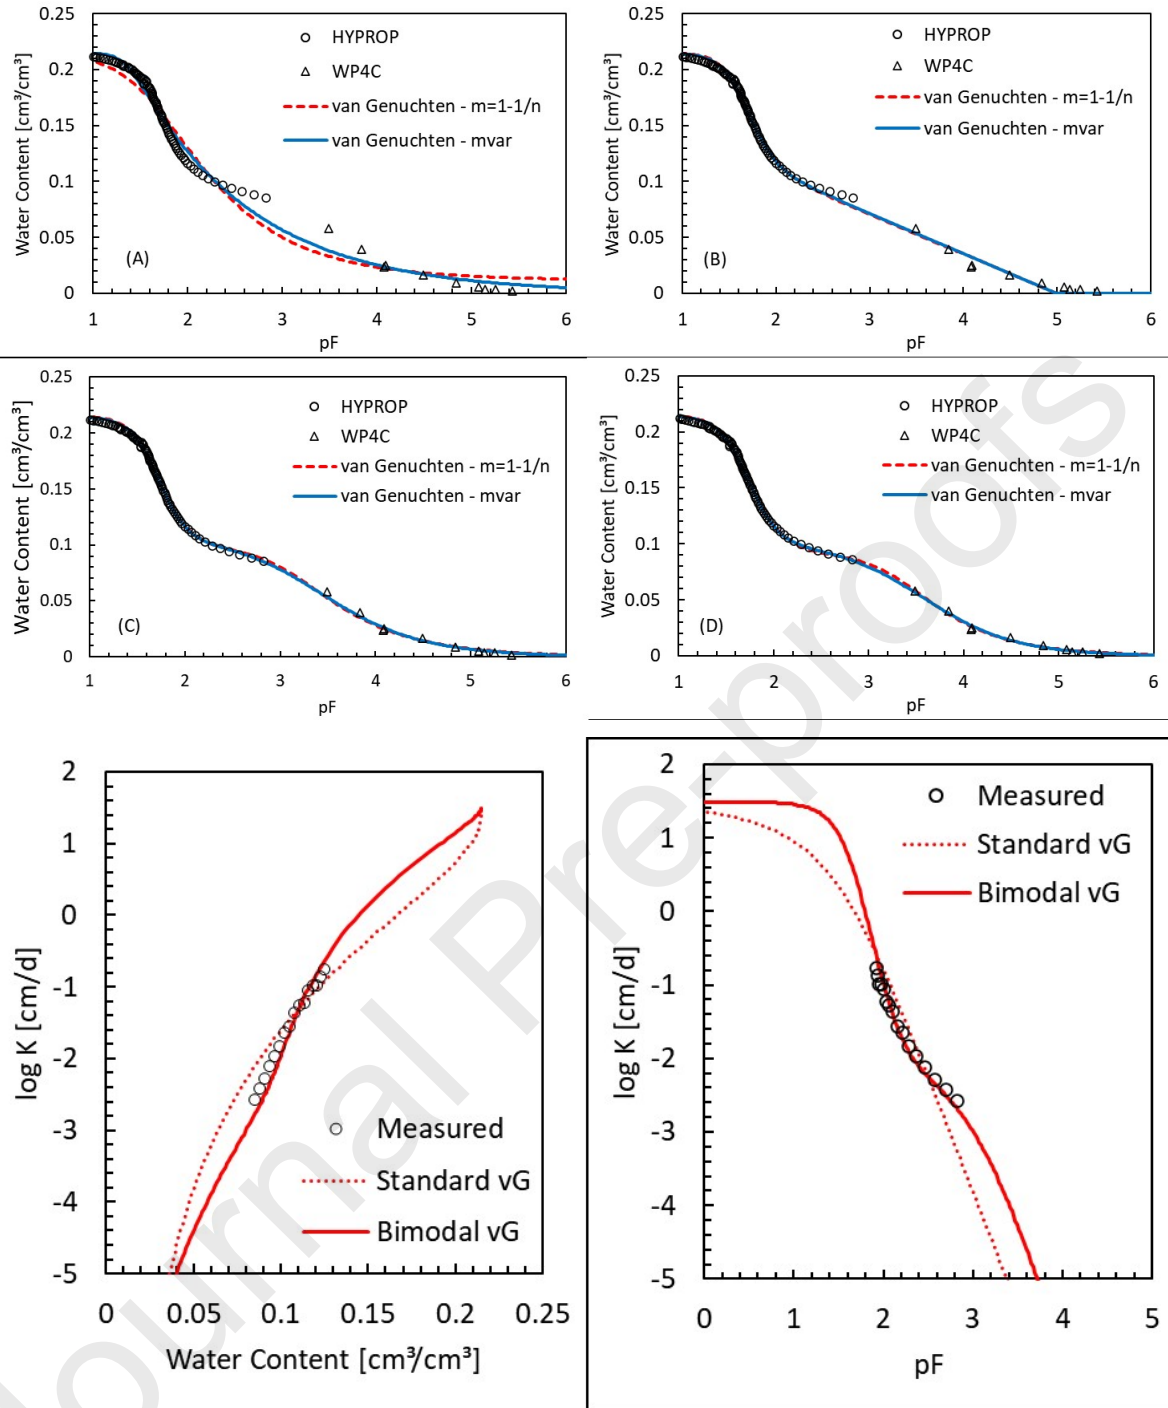 0.25
0.2
0.15
0.1
0.05
0
Water Content [cm³/cm³]
HYPROP
WP4C
van Genuchten - m=1-1/n
van Genuchten - mvar
(A)
1 2 3 4 5 6
pF
0.25
0.2
0.15
0.1
0.05
0
Water Content [cm³/cm³]
HYPROP
WP4C
van Genuchten - m=1-1/n
van Genuchten - mvar
(B)
1 2 3 4 5 6
pF
0.25
0.2
0.15
0.1
0.05
0
Water Content [cm³/cm³]
HYPROP
WP4C
van Genuchten - m=1-1/n
van Genuchten - mvar
(C)
1 2 3 4 5 6
pF
0.25
0.2
0.15
0.1
0.05
0
Water Content [cm³/cm³]
HYPROP
WP4C
van Genuchten - m=1-1/n
van Genuchten - mvar
(D)
1 2 3 4 5 6
pF
2
1
0
-1
-2
-3
-4
-5
log K [cm/d]
Measured
Standard vG
Bimodal vG
0 0.05 0.1 0.15 0.2 0.25
Water Content [cm³/cm³]
2
1
0
-1
-2
-3
-4
-5
log K [cm/d]
Measured
Standard vG
Bimodal vG
0 1 2 3 4 5
pF
Journal Pre-proofs